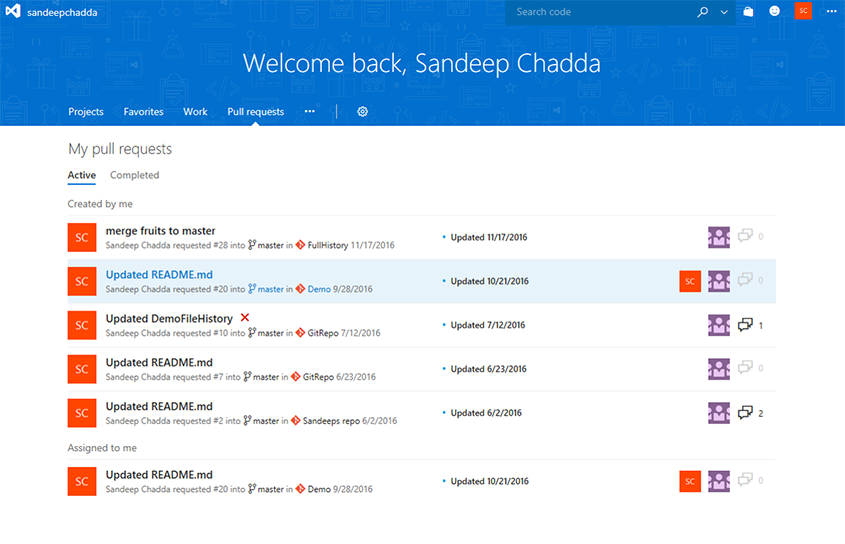 sandeepchadda
Search code
SC
Welcome back, Sandeep Chadda
Projects Favorites Work Pull requests
My pull requests
Active Completed
Created by me
SC
merge fruits to master
Sandeep Chadda requested #28 into master in FullHistory 11/17/2016
Updated 11/17/2016
0
SC
Updated README.md
Sandeep Chadda requested #20 into master in Demo 9/28/2016
Updated 10/21/2016
SC
0
SC
Updated DemoFileHistory
Sandeep Chadda requested #10 into master in GitRepo 7/12/2016
Updated 7/12/2016
1
SC
Updated README.md
Sandeep Chadda requested #7 into master in GitRepo 6/23/2016
Updated 6/23/2016
0
SC
Updated README.md
Sandeep Chadda requested #2 into master in Sandeeps repo 6/2/2016
Updated 6/2/2016
2
Assigned to me
SC
Updated README.md
Sandeep Chadda requested #20 into master in Demo 9/28/2016
Updated 10/21/2016
SC
0